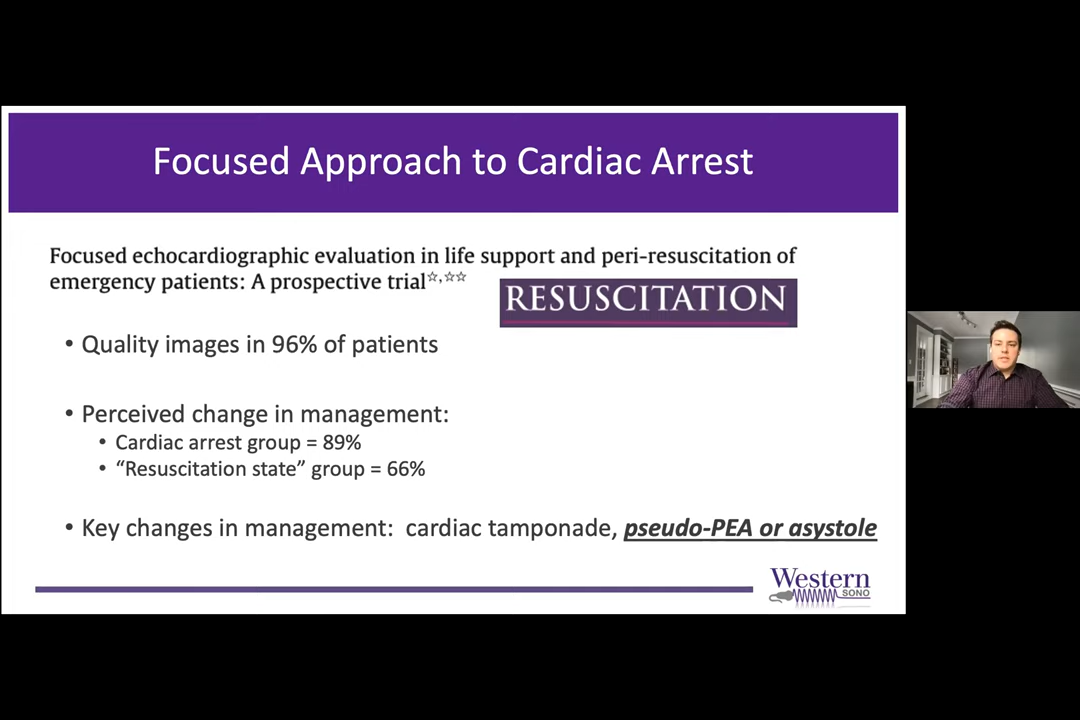 Focused Approach to Cardiac Arrest
Focused echocardiographic evaluation in life support and peri-resuscitation of
emergency patients: A prospective trial☆,☆☆
RESUSCITATION
• Quality images in 96% of patients
• Perceived change in management:
• Cardiac arrest group = 89%
• “Resuscitation state” group = 66%
• Key changes in management:  cardiac tamponade, pseudo-PEA or asystole
Western
SONO